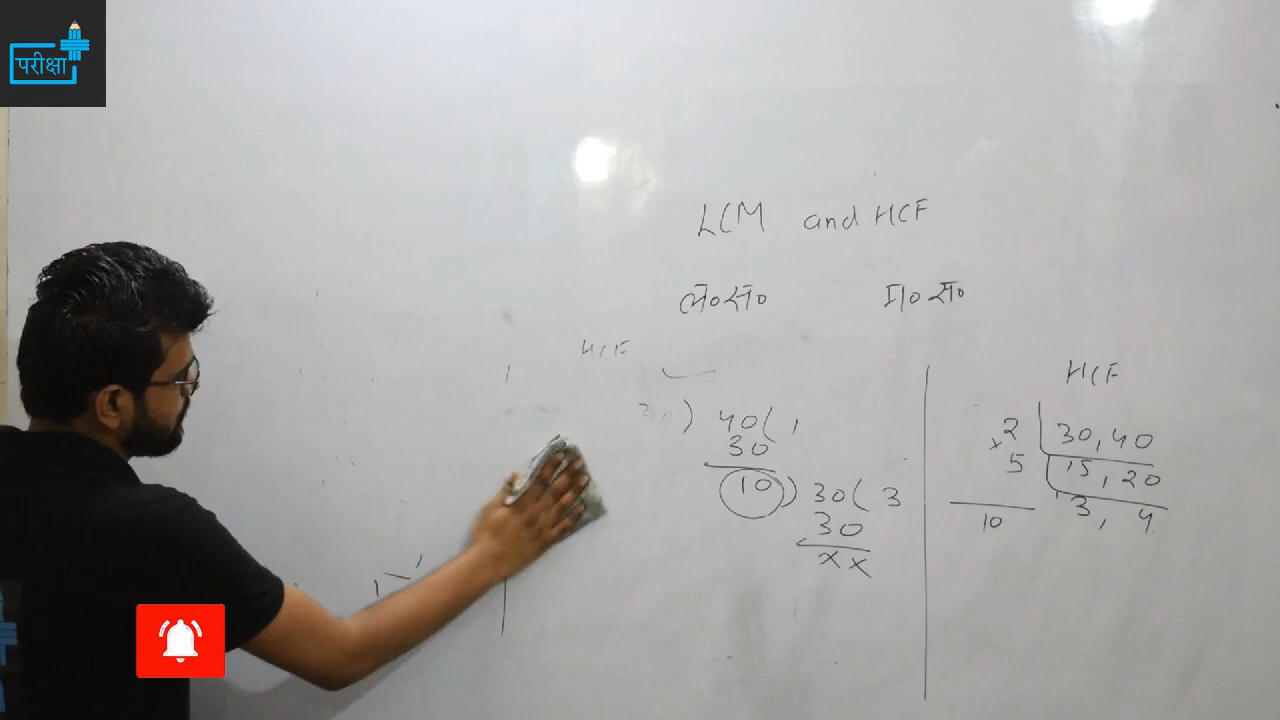 परीक्षा
LCM and HCF
ल०स० म०स०
HCF
30 ) 40 ( 1
30
10 ) 30 ( 3
30
x x
HCF
2 | 30, 40
x 5 | 15, 20
3, 4
10